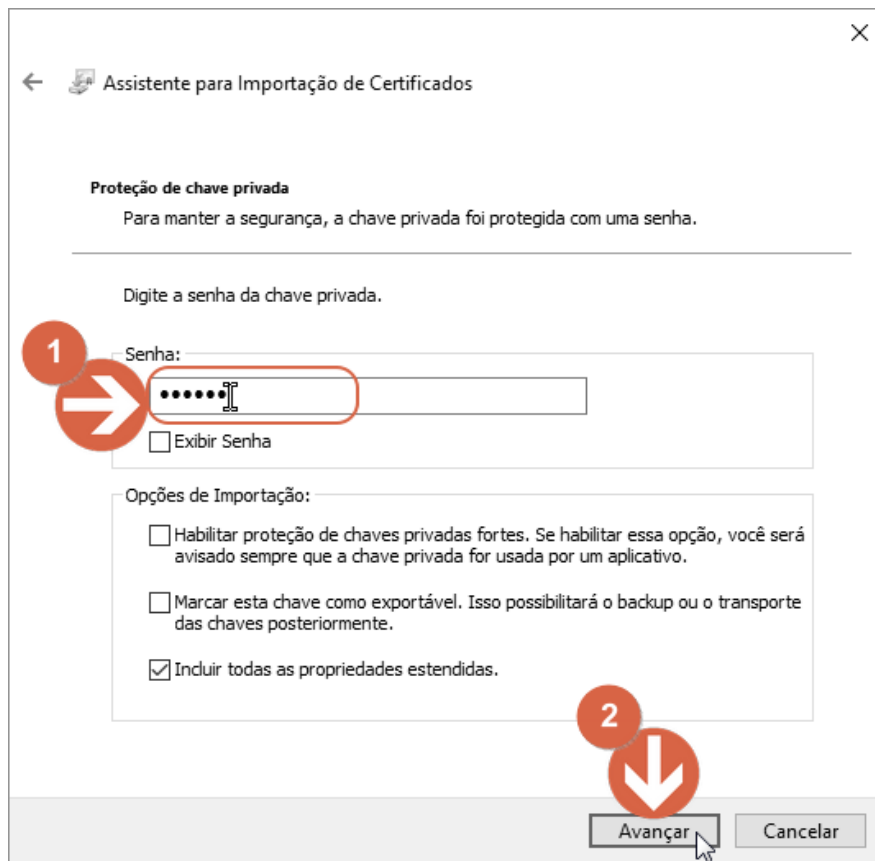 Assistente para Importação de Certificados
Proteção de chave privada
Para manter a segurança, a chave privada foi protegida com uma senha.
Digite a senha da chave privada.
1
Senha:
••••••
Exibir Senha
Opções de Importação:
Habilitar proteção de chaves privadas fortes. Se habilitar essa opção, você será
avisado sempre que a chave privada for usada por um aplicativo.
Marcar esta chave como exportável. Isso possibilitará o backup ou o transporte
das chaves posteriormente.
Incluir todas as propriedades estendidas.
2
Avançar
Cancelar